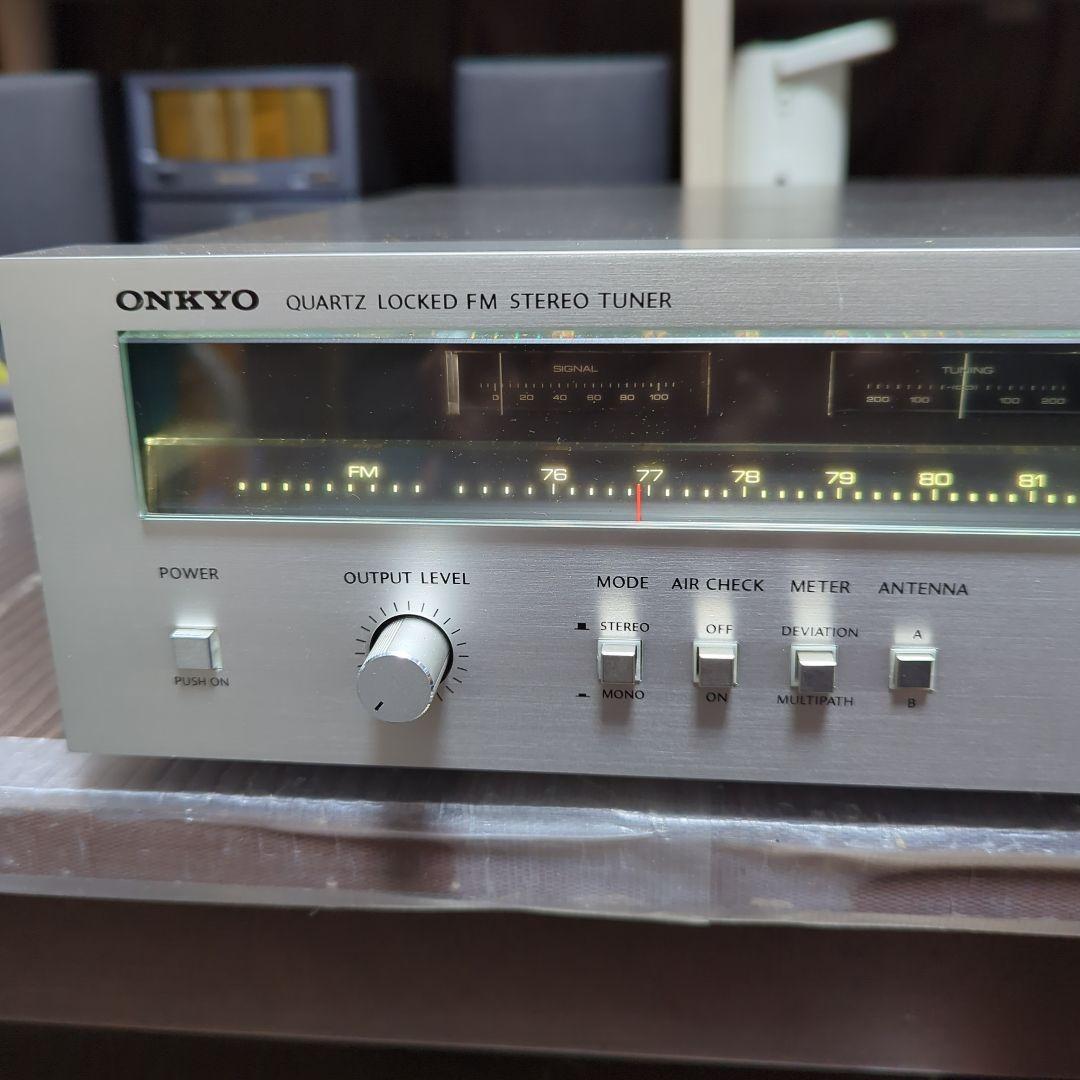 ONKYO QUARTZ LOCKED FM STEREO TUNER
SIGNAL
0 20 40 60 80 100
TUNING
200 100 100 200
FM 76 77 78 79 80 81
POWER
PUSH ON
OUTPUT LEVEL
MODE
STEREO
MONO
AIR CHECK
OFF
ON
METER
DEVIATION
MULTIPATH
ANTENNA
A
B